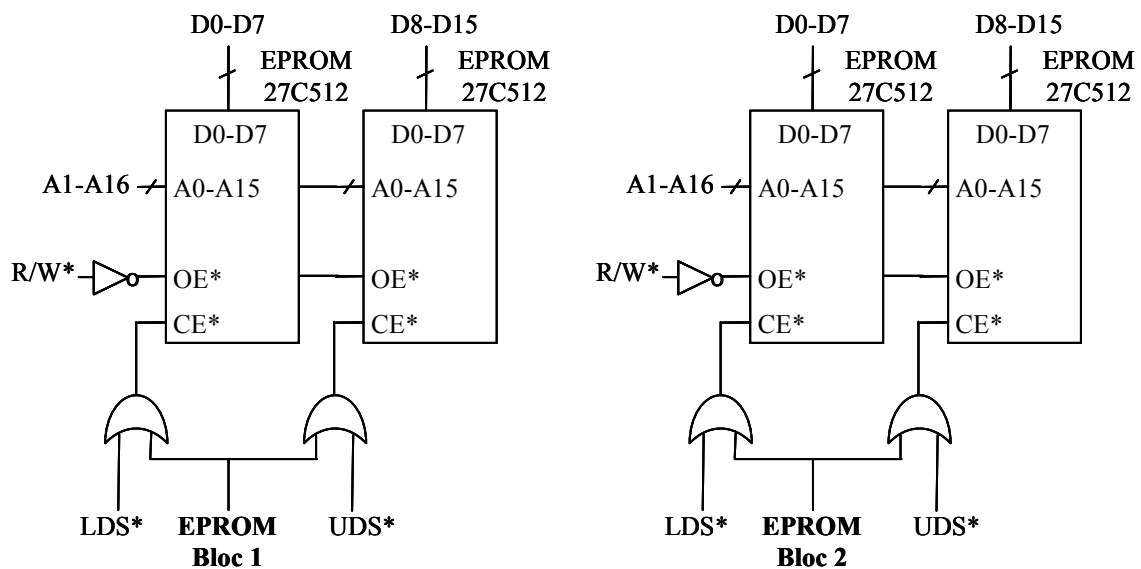 D0-D7 D8-D15 D0-D7 D8-D15
EPROM EPROM EPROM EPROM
27C512 27C512 27C512 27C512
D0-D7 D0-D7 D0-D7 D0-D7
A1-A16 A0-A15 A0-A15 A1-A16 A0-A15 A0-A15
R/W* OE* OE* R/W* OE* OE*
CE* CE* CE* CE*
LDS* EPROM UDS* LDS* EPROM UDS*
Bloc 1 Bloc 2